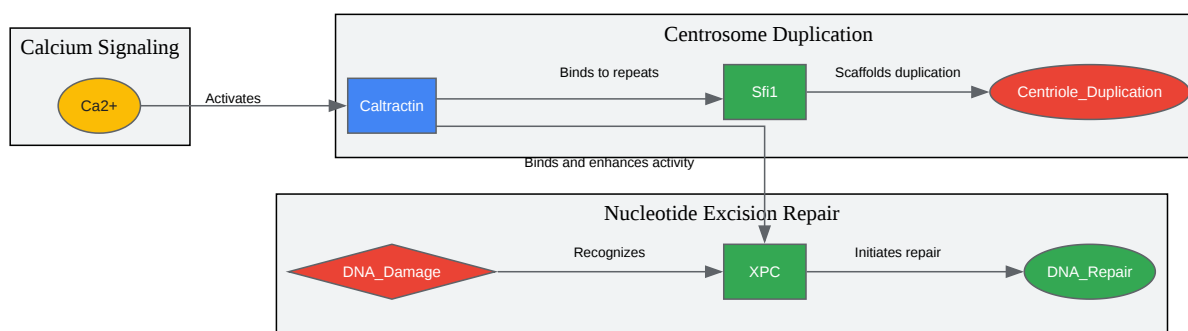 Calcium Signaling
Ca2+
Activates
Centrosome Duplication
Caltractin
Binds to repeats
Sfi1
Scaffolds duplication
Centriole_Duplication
Binds and enhances activity
Nucleotide Excision Repair
DNA_Damage
Recognizes
XPC
Initiates repair
DNA_Repair